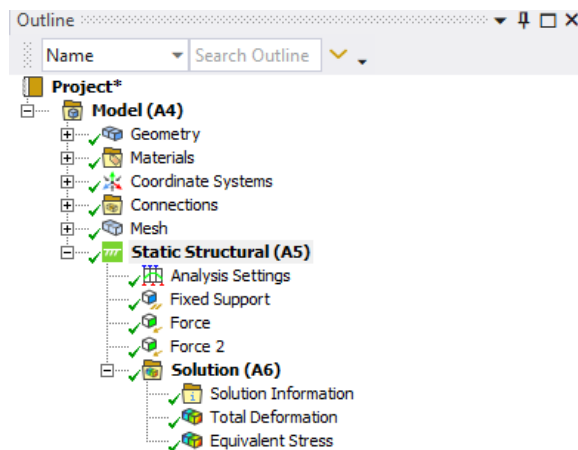 Outline
Name Search Outline
Project*
Model (A4)
Geometry
Materials
Coordinate Systems
Connections
Mesh
Static Structural (A5)
Analysis Settings
Fixed Support
Force
Force 2
Solution (A6)
Solution Information
Total Deformation
Equivalent Stress